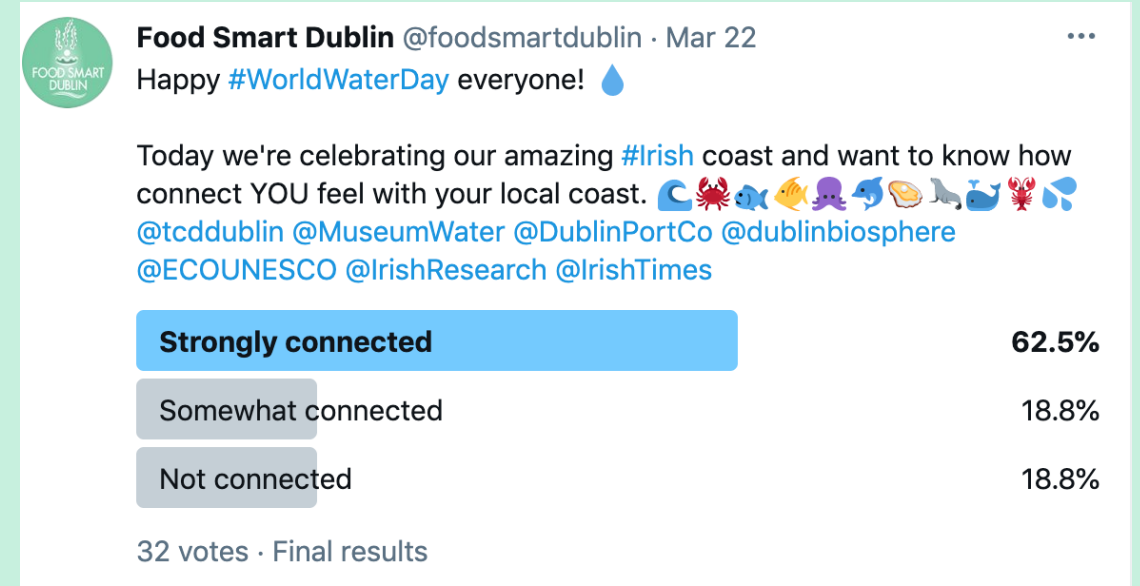 Food Smart Dublin @foodsmartdublin · Mar 22
FOOD SMART
DUBLIN
Happy #WorldWaterDay everyone! 💧
Today we're celebrating our amazing #Irish coast and want to know how
connect YOU feel with your local coast. 🌊🦀🐟🐠🐙🐬🦪🦭🐳🦞💦
@tcddublin @MuseumWater @DublinPortCo @dublinbiosphere
@ECOUNESCO @IrishResearch @IrishTimes
Strongly connected 62.5%
Somewhat connected 18.8%
Not connected 18.8%
32 votes · Final results